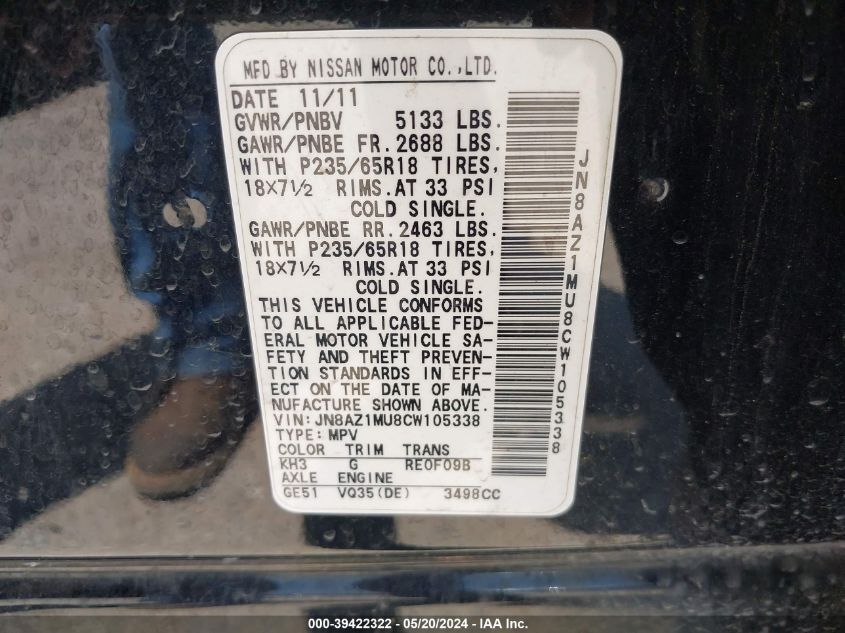 MFD BY NISSAN MOTOR CO.,LTD.
DATE 11/11
GVWR/PNBV 5133 LBS.
GAWR/PNBE FR.2688 LBS.
WITH P235/65R18 TIRES,
18X7½ RIMS.AT 33 PSI
COLD SINGLE.
GAWR/PNBE RR.2463 LBS.
WITH P235/65R18 TIRES,
18X7½ RIMS.AT 33 PSI
COLD SINGLE.
THIS VEHICLE CONFORMS
TO ALL APPLICABLE FED-
ERAL MOTOR VEHICLE SA-
FETY AND THEFT PREVEN-
TION STANDARDS IN EFF-
ECT ON THE DATE OF MA-
NUFACTURE SHOWN ABOVE.
VIN:JN8AZ1MU8CW105338
TYPE:MPV
COLOR TRIM TRANS
KH3 G RE0F09B
AXLE ENGINE
GE51 VQ35(DE) 3498CC
JN8AZ1MU8CW105338
000-39422322 - 05/20/2024 - IAA Inc.